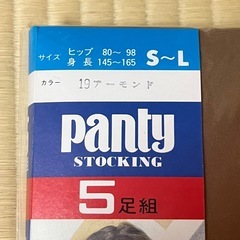 サイズ ヒップ 80～98 S～L
身長 145～165
カラー 19アーモンド
panty
STOCKING
5足組